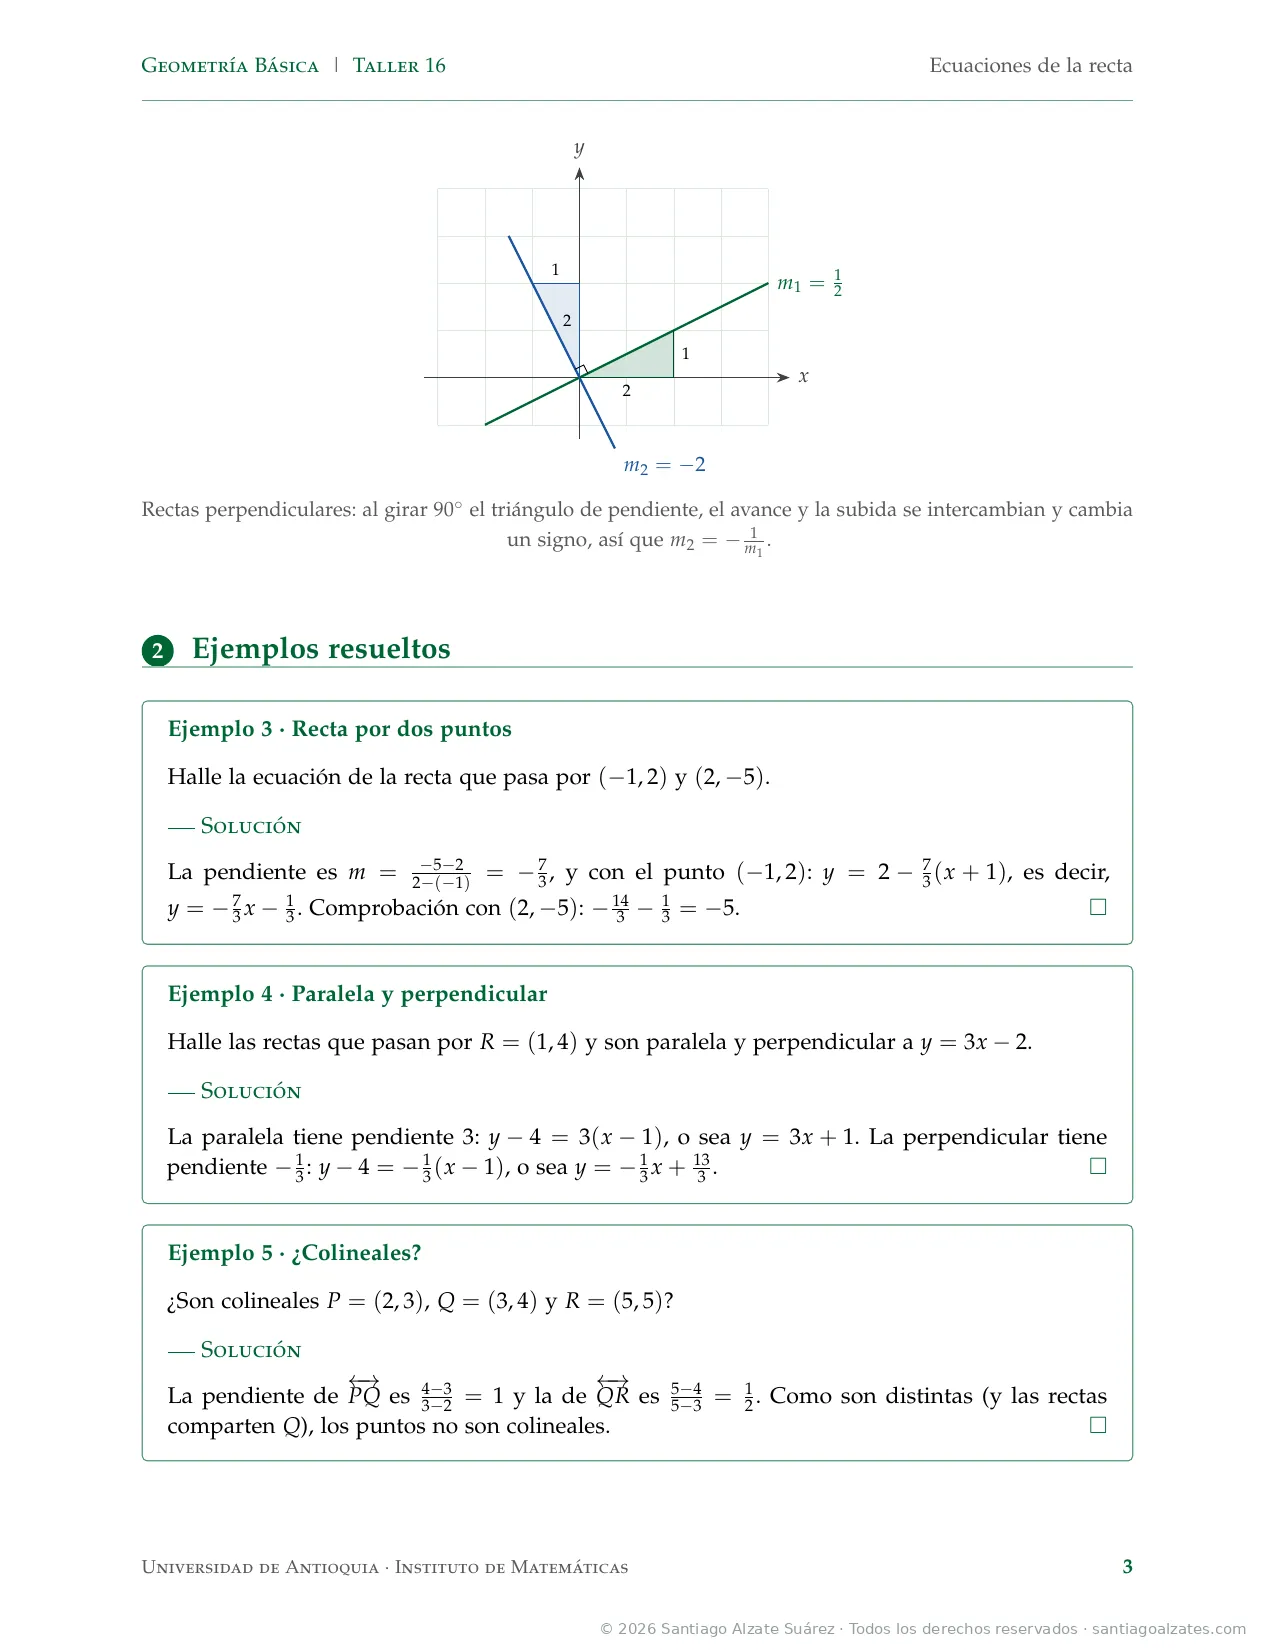 Geometría Básica | Taller 16
Ecuaciones de la recta
y
1
2
m₁ = 1/2
1
2
x
m₂ = −2
Rectas perpendiculares: al girar 90° el triángulo de pendiente, el avance y la subida se intercambian y cambia
un signo, así que m₂ = −1/m₁.
2 Ejemplos resueltos
Ejemplo 3 · Recta por dos puntos
Halle la ecuación de la recta que pasa por (−1, 2) y (2, −5).
— Solución
La pendiente es m = (−5−2)/(2−(−1)) = −7/3, y con el punto (−1, 2): y = 2 − 7/3(x + 1), es decir,
y = −7/3x − 1/3. Comprobación con (2, −5): −14/3 − 1/3 = −5. □
Ejemplo 4 · Paralela y perpendicular
Halle las rectas que pasan por R = (1, 4) y son paralela y perpendicular a y = 3x − 2.
— Solución
La paralela tiene pendiente 3: y − 4 = 3(x − 1), o sea y = 3x + 1. La perpendicular tiene
pendiente −1/3: y − 4 = −1/3(x − 1), o sea y = −1/3x + 13/3. □
Ejemplo 5 · ¿Colineales?
¿Son colineales P = (2, 3), Q = (3, 4) y R = (5, 5)?
— Solución
La pendiente de P͍Q es (4−3)/(3−2) = 1 y la de QR es (5−4)/(5−3) = 1/2. Como son distintas (y las rectas
comparten Q), los puntos no son colineales. □
Universidad de Antioquia · Instituto de Matemáticas
3
© 2026 Santiago Alzate Suárez · Todos los derechos reservados · santiagoalzates.com